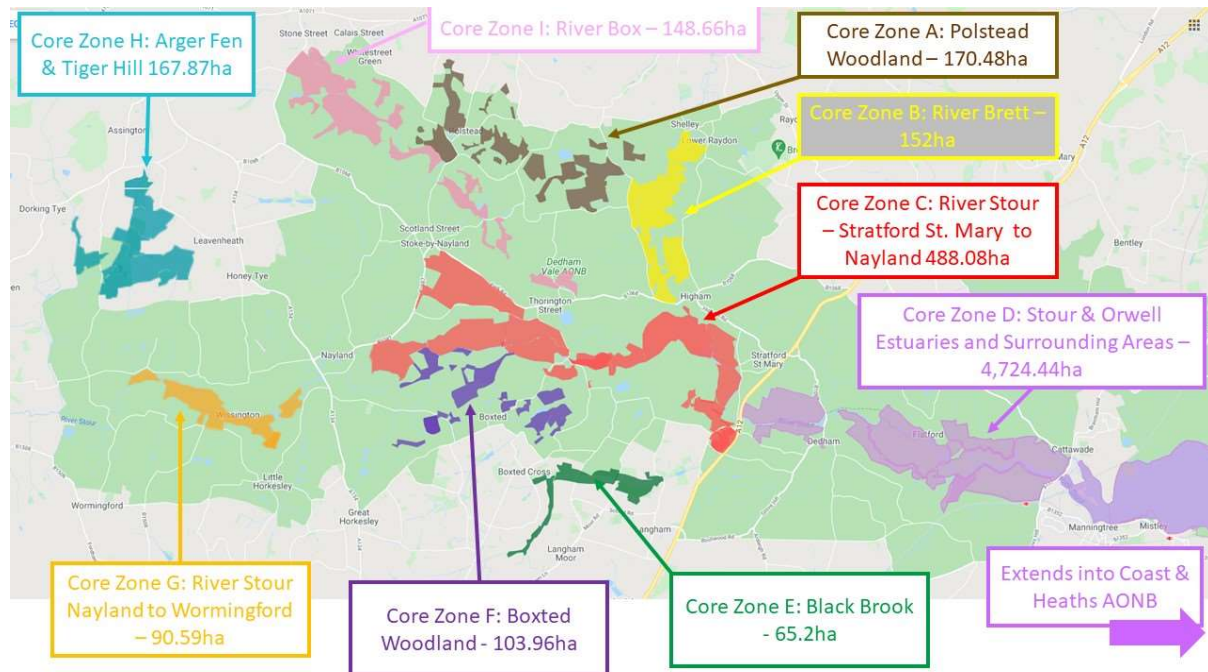 Core Zone H: Arger Fen
& Tiger Hill 167.87ha
Core Zone I: River Box – 148.66ha
Core Zone A: Polstead
Woodland – 170.48ha
Core Zone B: River Brett –
152ha
Core Zone C: River Stour
– Stratford St. Mary to
Nayland 488.08ha
Core Zone D: Stour & Orwell
Estuaries and Surrounding Areas –
4,724.44ha
Extends into Coast &
Heaths AONB
Core Zone E: Black Brook
- 65.2ha
Core Zone F: Boxted
Woodland - 103.96ha
Core Zone G: River Stour
Nayland to Wormingford
– 90.59ha
Stone Street
Calais Street
Whitestreet
Green
A1071
Assington
Polstead
Shelley
Lower Raydon
Mary
A12
Dorking Tye
Leavenheath
Honey Tye
A134
Scotland Street
Stoke-by-Nayland
Dedham
Vale AONB
Thorington
Street
Higham
Bentley
Nayland
Stratford
St Mary
Wissington
River Stour
Boxted
A12
Dedham
Flatford
Cattawade
Little
Horkesley
Boxted Cross
Wormingford
Great
Horkesley
A134
Langham
Langham
Moor
Manningtree
Mistley